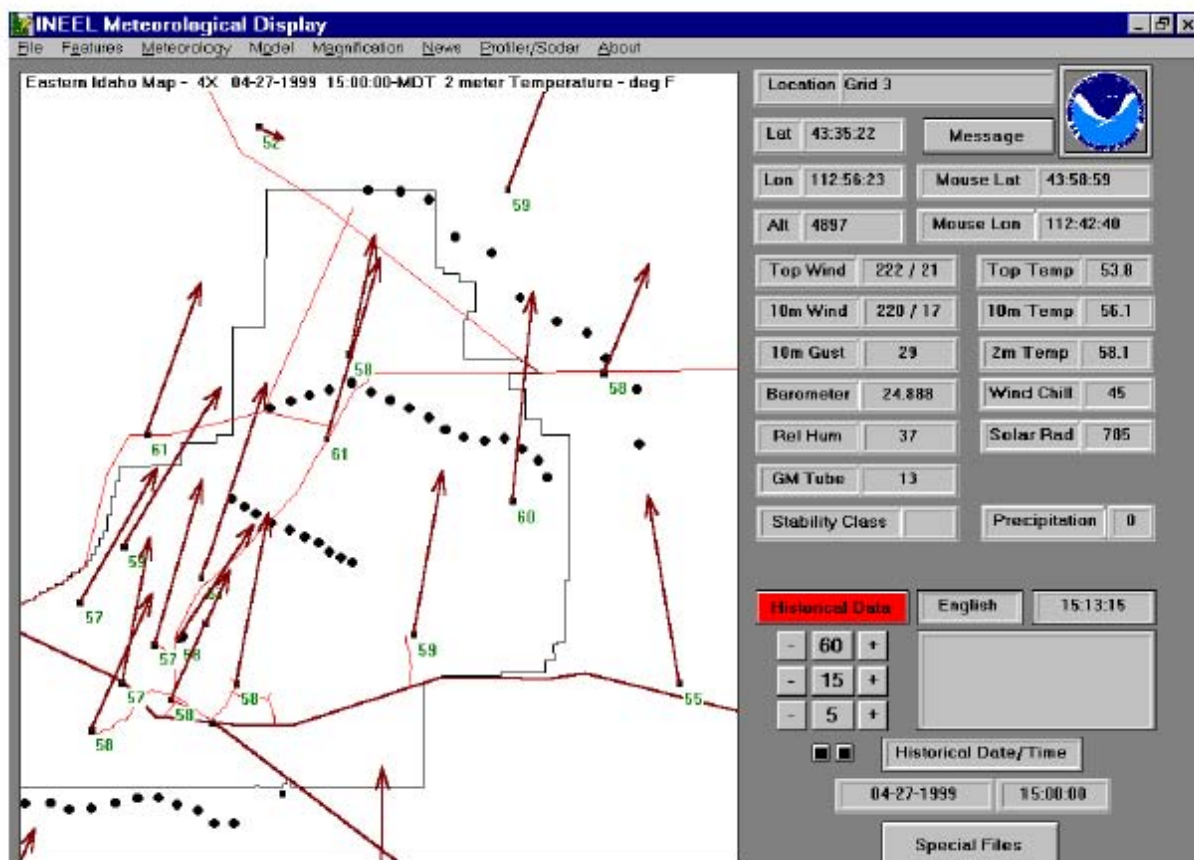 INEEL Meteorological Display
File Features Meteorology Model Magnification News Profiler/Sodar About
Eastern Idaho Map - 4X 04-27-1999 15:00:00-MDT 2 meter Temperature - deg F
Location Grid 3
Lat 43:35:22 Message
Lon 112:56:23 Mouse Lat 43:58:59
Alt 4897 Mouse Lon 112:42:40
Top Wind 222 / 21 Top Temp 53.8
10m Wind 220 / 17 10m Temp 56.1
10m Gust 29 2m Temp 58.1
Barometer 24.888 Wind Chill 45
Rel Hum 37 Solar Rad 705
GM Tube 13
Stability Class Precipitation 0
Historical Data English 15:13:15
- 60 +
- 15 +
- 5 +
Historical Date/Time
04-27-1999 15:00:00
Special Files
52
59
58
58
61
61
60
59
57
57
58
59
57
58
58
55
58